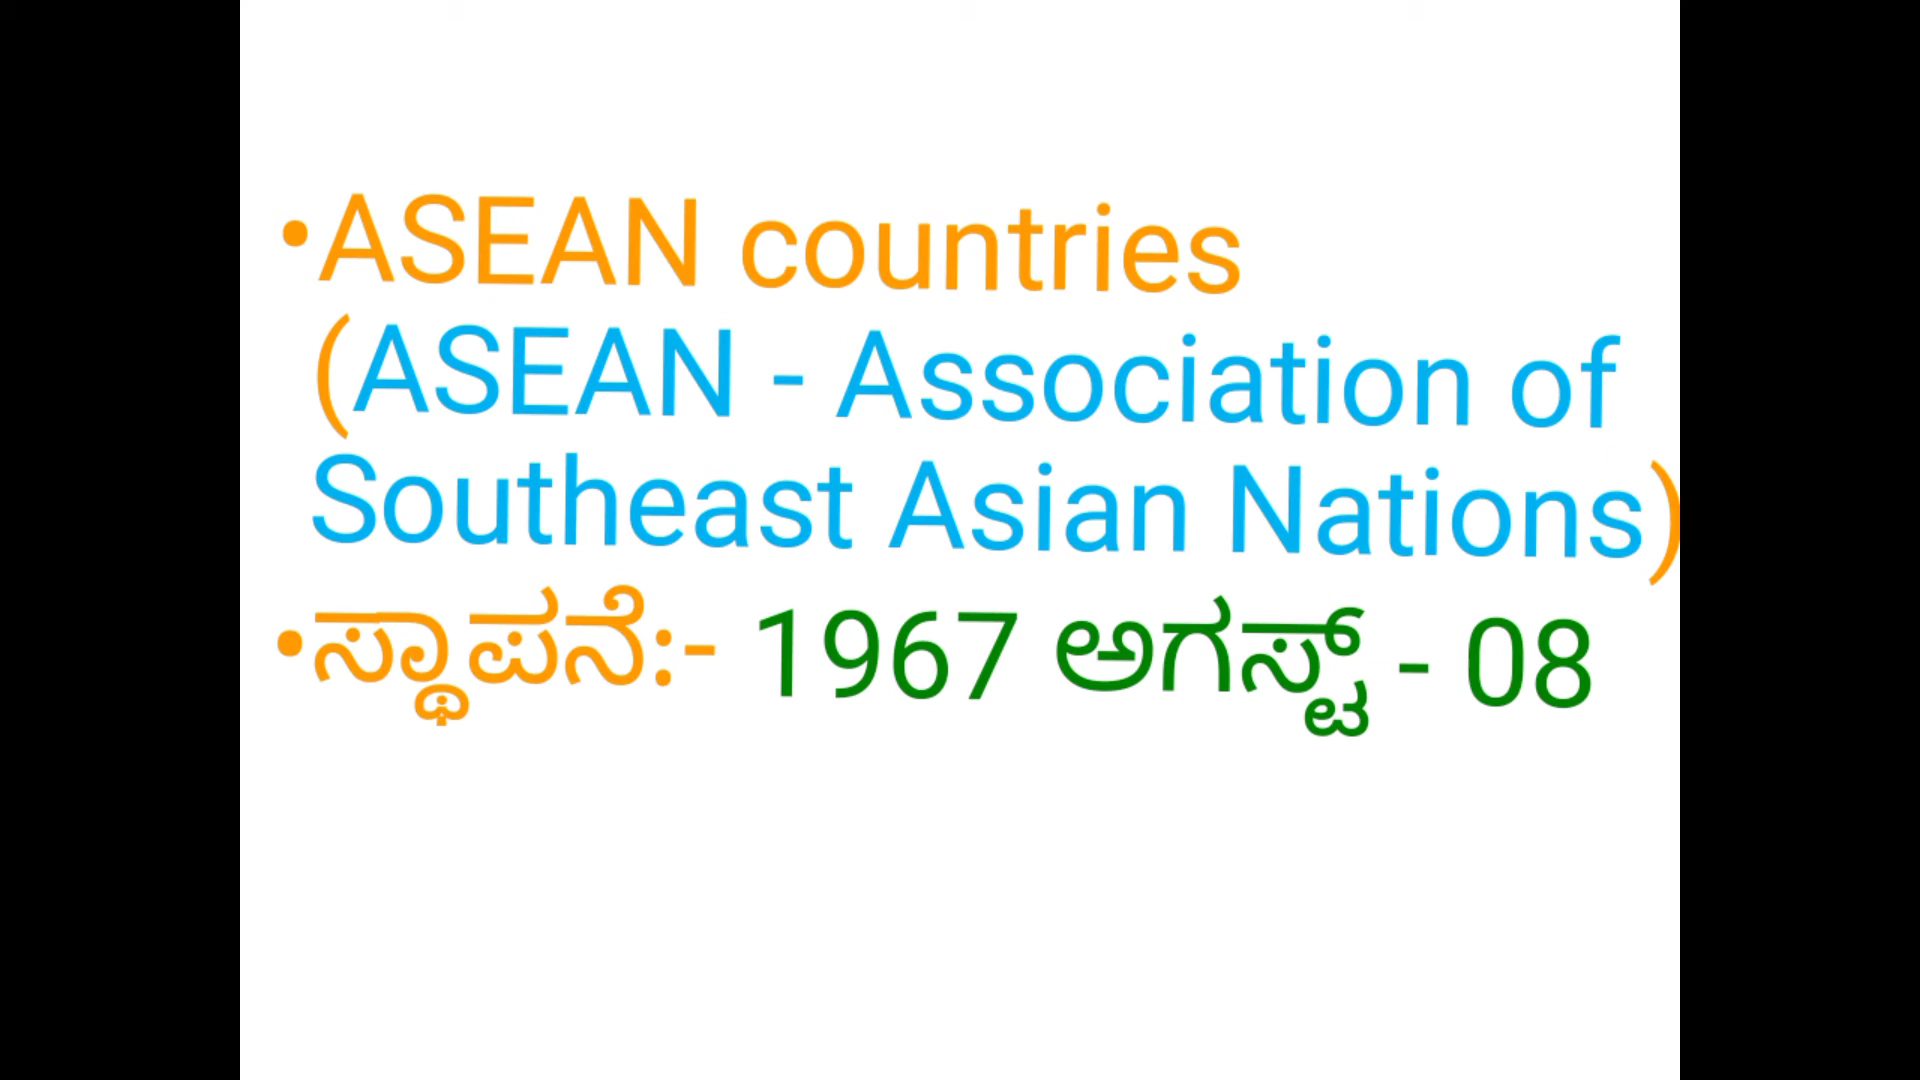 •ASEAN countries
(ASEAN - Association of
Southeast Asian Nations)
•ಸ್ಥಾಪನೆ:- 1967 ಅಗಸ್ಟ್ - 08